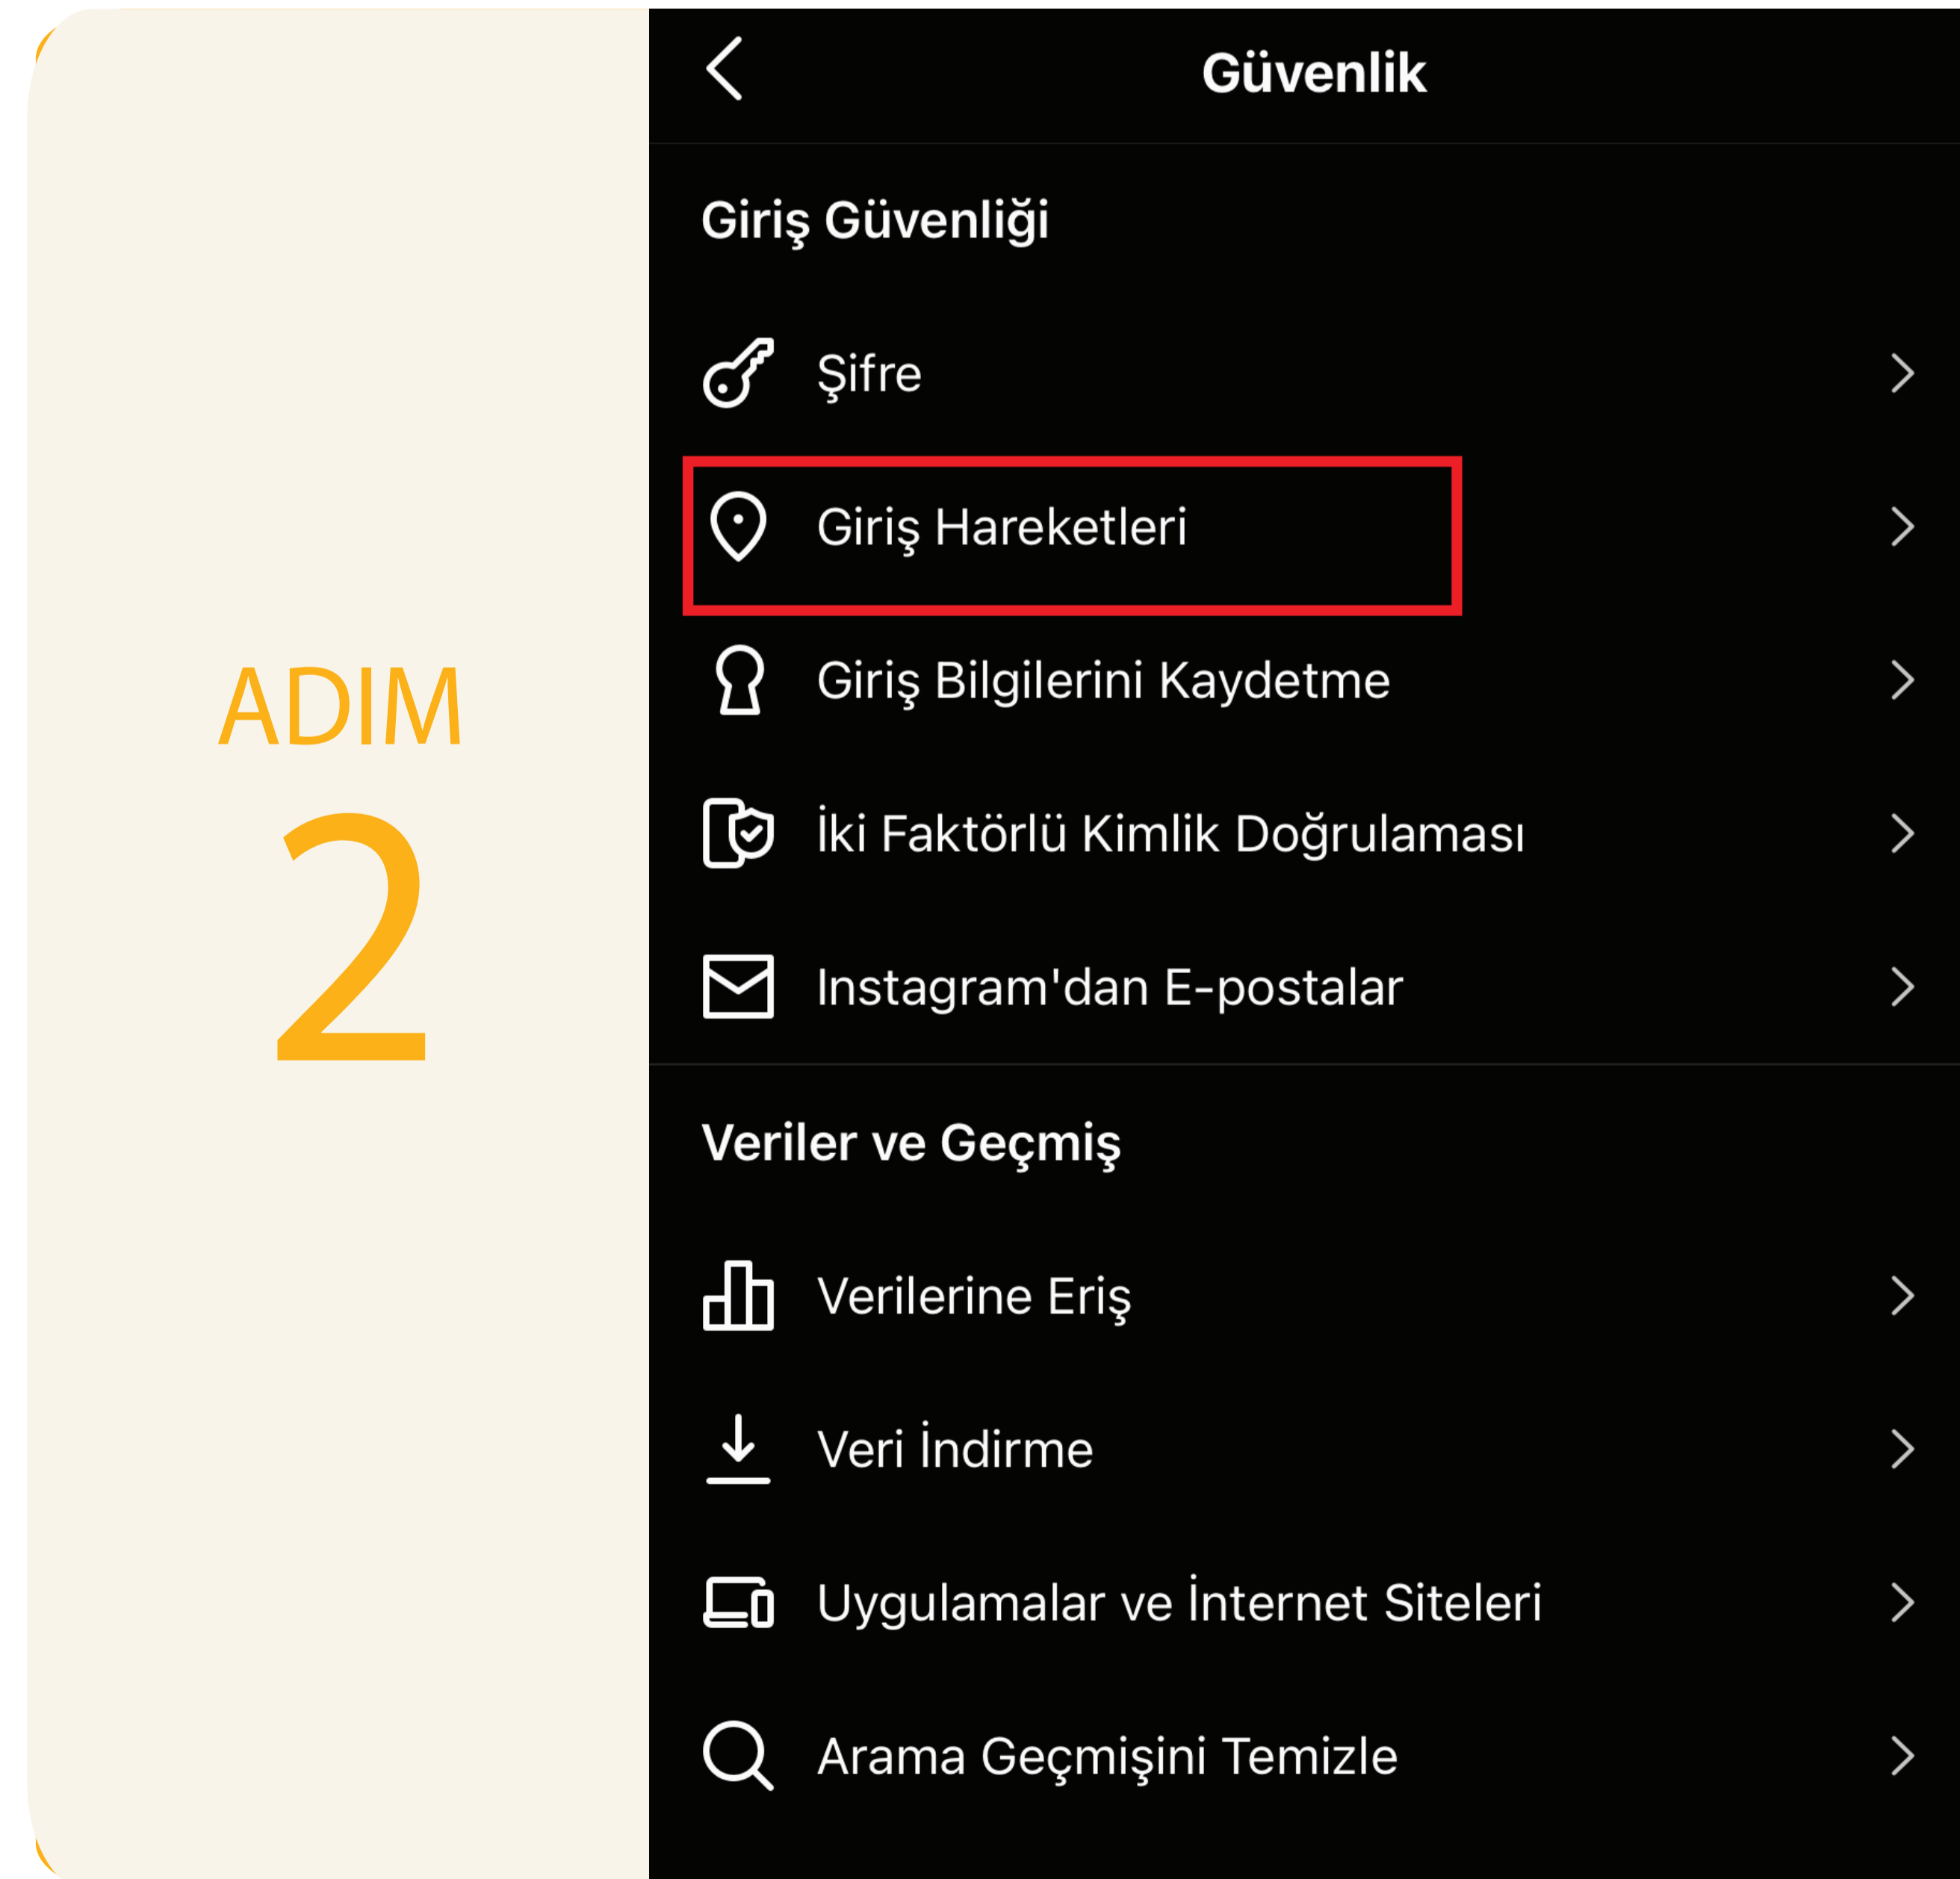 ADIM
2
Güvenlik
Giriş Güvenliği
Şifre
Giriş Hareketleri
Giriş Bilgilerini Kaydetme
İki Faktörlü Kimlik Doğrulaması
Instagram'dan E-postalar
Veriler ve Geçmiş
Verilerine Eriş
Veri İndirme
Uygulamalar ve İnternet Siteleri
Arama Geçmişini Temizle